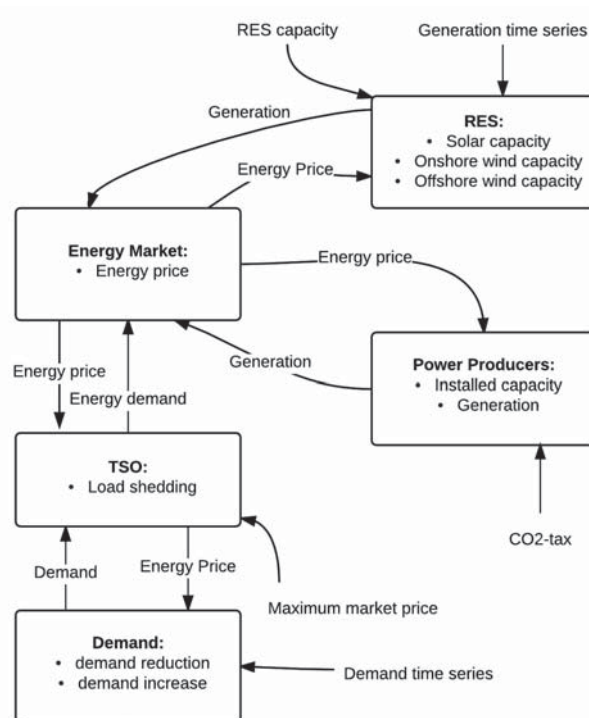 RES capacity
Generation time series
Generation
RES:
• Solar capacity
• Onshore wind capacity
• Offshore wind capacity
Energy Price
Energy Market:
• Energy price
Energy price
Generation
Power Producers:
• Installed capacity
• Generation
Energy price
Energy demand
TSO:
• Load shedding
CO2-tax
Demand
Energy Price
Maximum market price
Demand:
• demand reduction
• demand increase
Demand time series